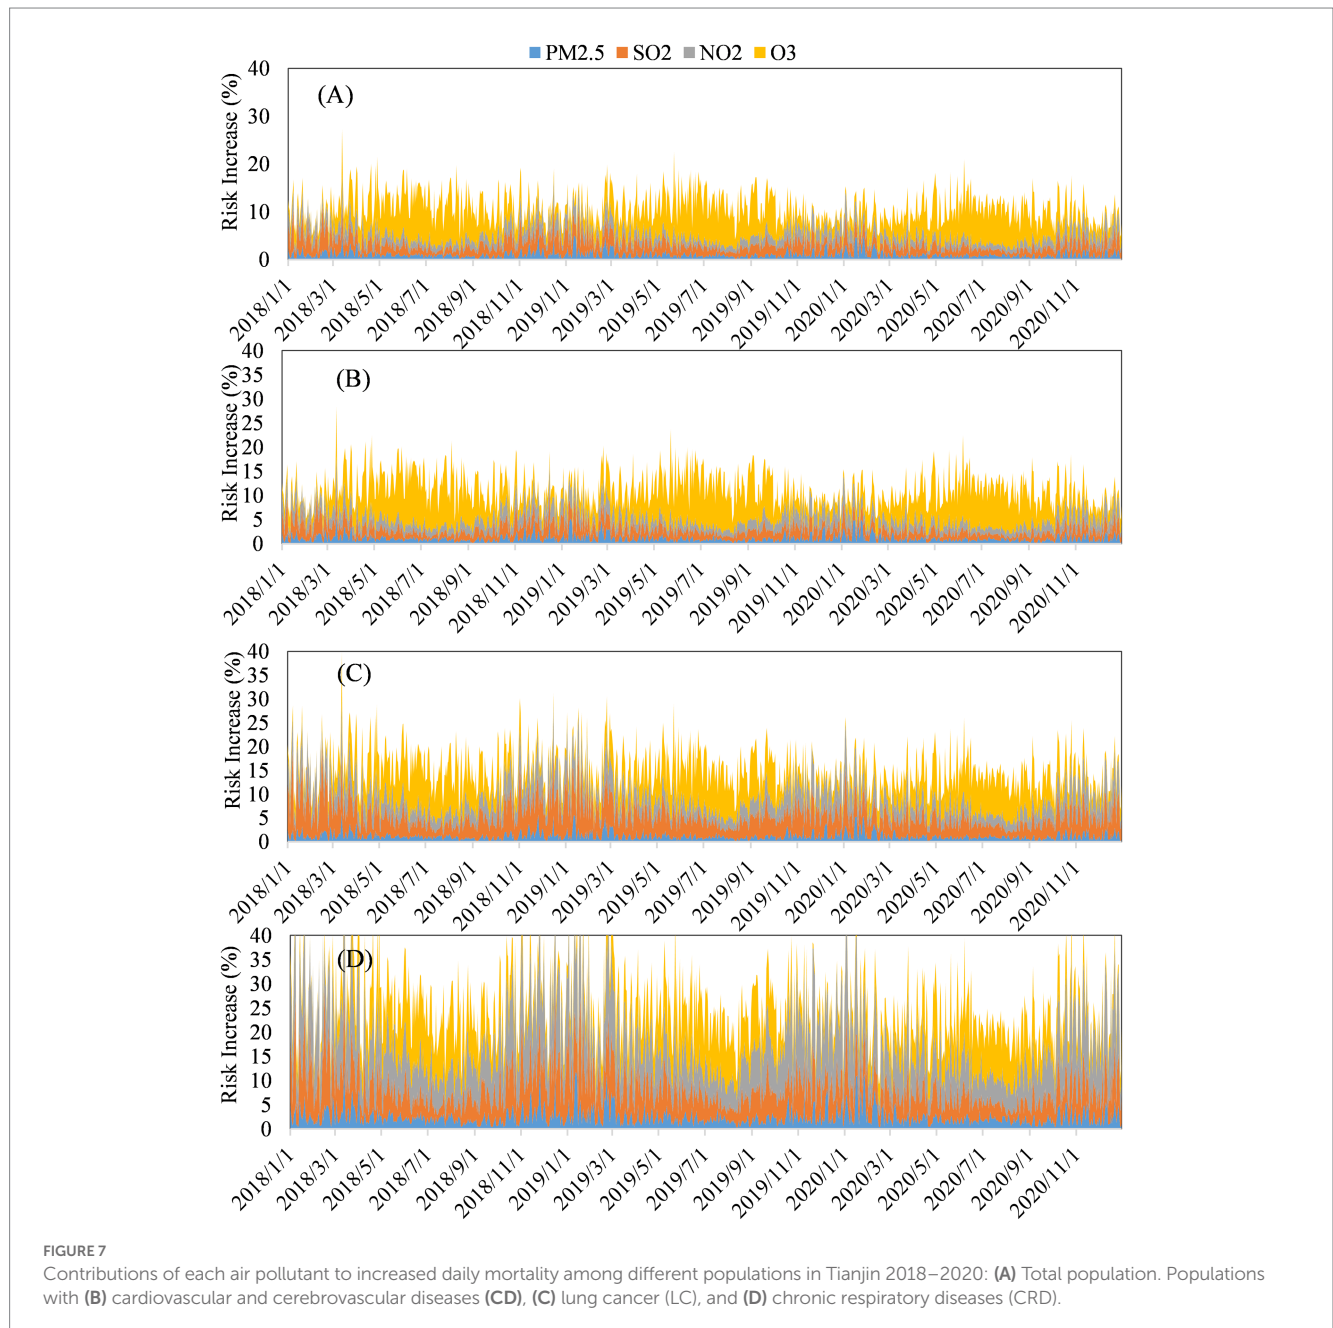 PM2.5 SO2 NO2 O3
(A)
Risk Increase (%)
40
30
20
10
0
2018/1/1 2018/3/1 2018/5/1 2018/7/1 2018/9/1 2018/11/1 2019/1/1 2019/3/1 2019/5/1 2019/7/1 2019/9/1 2019/11/1 2020/1/1 2020/3/1 2020/5/1 2020/7/1 2020/9/1 2020/11/1
(B)
Risk Increase (%)
40
35
30
25
20
15
10
5
0
2018/1/1 2018/3/1 2018/5/1 2018/7/1 2018/9/1 2018/11/1 2019/1/1 2019/3/1 2019/5/1 2019/7/1 2019/9/1 2019/11/1 2020/1/1 2020/3/1 2020/5/1 2020/7/1 2020/9/1 2020/11/1
(C)
Risk Increase (%)
40
35
30
25
20
15
10
5
0
2018/1/1 2018/3/1 2018/5/1 2018/7/1 2018/9/1 2018/11/1 2019/1/1 2019/3/1 2019/5/1 2019/7/1 2019/9/1 2019/11/1 2020/1/1 2020/3/1 2020/5/1 2020/7/1 2020/9/1 2020/11/1
(D)
Risk Increase (%)
40
35
30
25
20
15
10
5
0
2018/1/1 2018/3/1 2018/5/1 2018/7/1 2018/9/1 2018/11/1 2019/1/1 2019/3/1 2019/5/1 2019/7/1 2019/9/1 2019/11/1 2020/1/1 2020/3/1 2020/5/1 2020/7/1 2020/9/1 2020/11/1
FIGURE 7
Contributions of each air pollutant to increased daily mortality among different populations in Tianjin 2018–2020: (A) Total population. Populations
with (B) cardiovascular and cerebrovascular diseases (CD), (C) lung cancer (LC), and (D) chronic respiratory diseases (CRD).